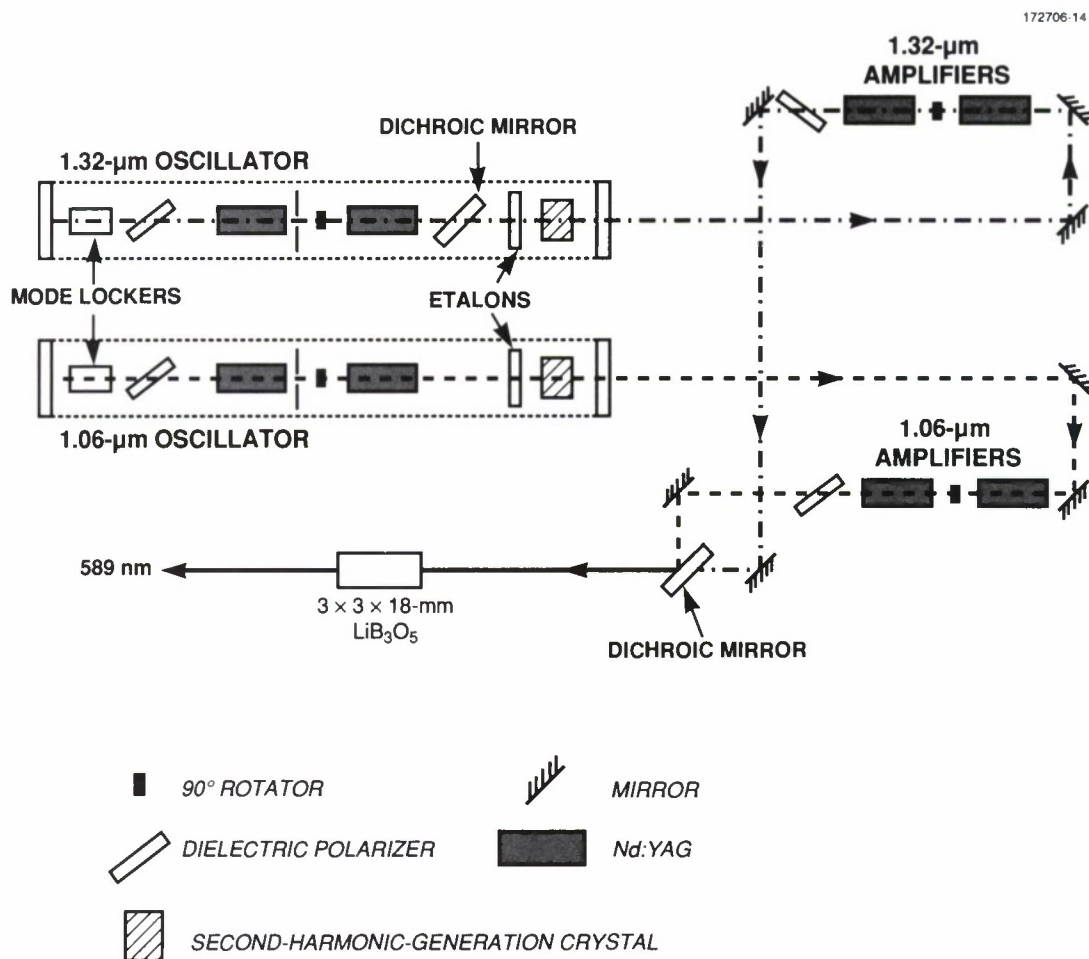 172706-14
1.32-µm
AMPLIFIERS
DICHROIC MIRROR
1.32-µm OSCILLATOR
MODE LOCKERS
ETALONS
1.06-µm OSCILLATOR
1.06-µm
AMPLIFIERS
589 nm
3 × 3 × 18-mm
LiB₃O₅
DICHROIC MIRROR
90° ROTATOR
MIRROR
DIELECTRIC POLARIZER
Nd:YAG
SECOND-HARMONIC-GENERATION CRYSTAL